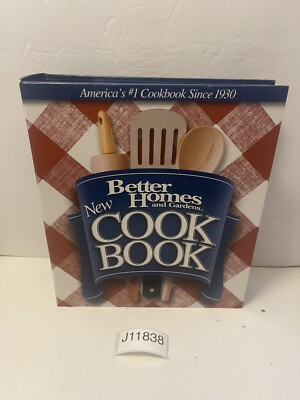 America's #1 Cookbook Since 1930
Better
Homes
and Gardens
New
COOK
BOOK
J11838